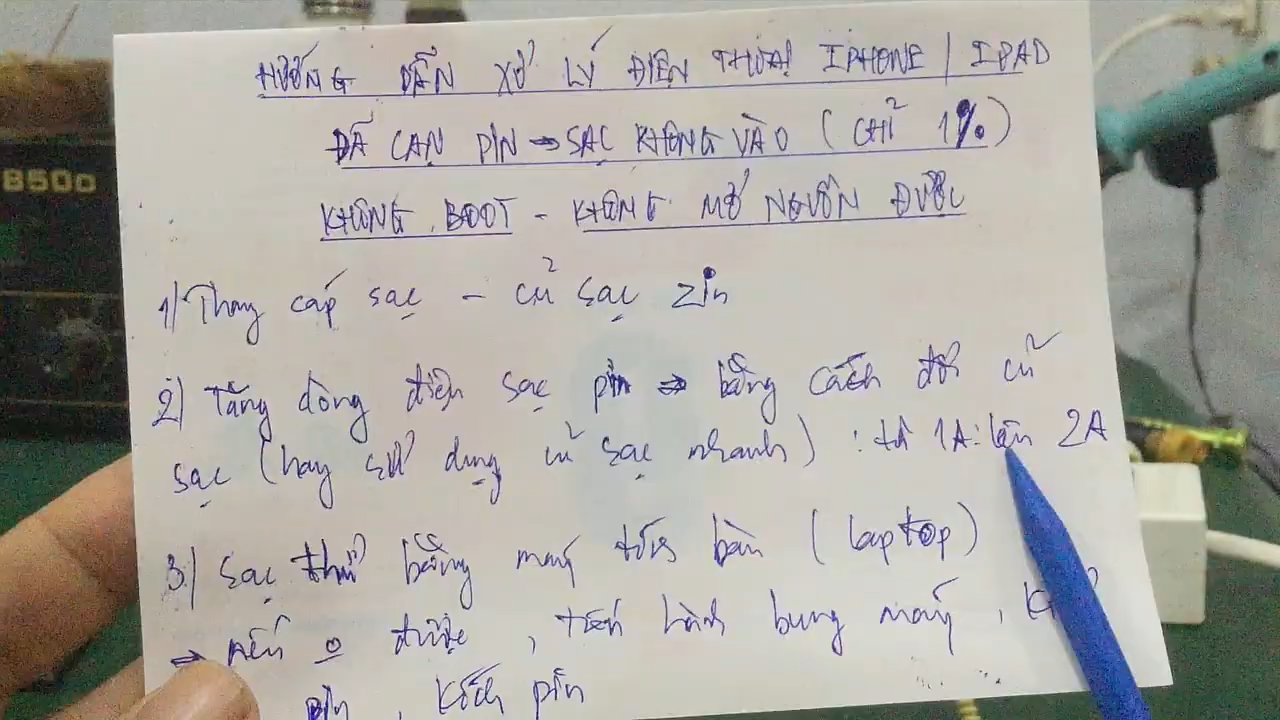 HƯỚNG DẪN XỬ LÝ ĐIỆN THOẠI IPHONE / IPAD
ĐÃ CẠN PIN → SẠC KHÔNG VÀO (CHỈ 1%)
KHÔNG BOOT - KHÔNG MỞ NGUỒN ĐƯỢC
1) Thay cáp sạc - củ sạc zin
2) Tăng dòng điện sạc pin ⇒ bằng cách đổi củ
sạc (hay sử dụng củ sạc nhanh) : từ 1A: lên 2A
3) Sạc thử bằng máy tính bàn (laptop)
⇒ nếu o được, tiến hành bung máy,
pin, kích pin
850D